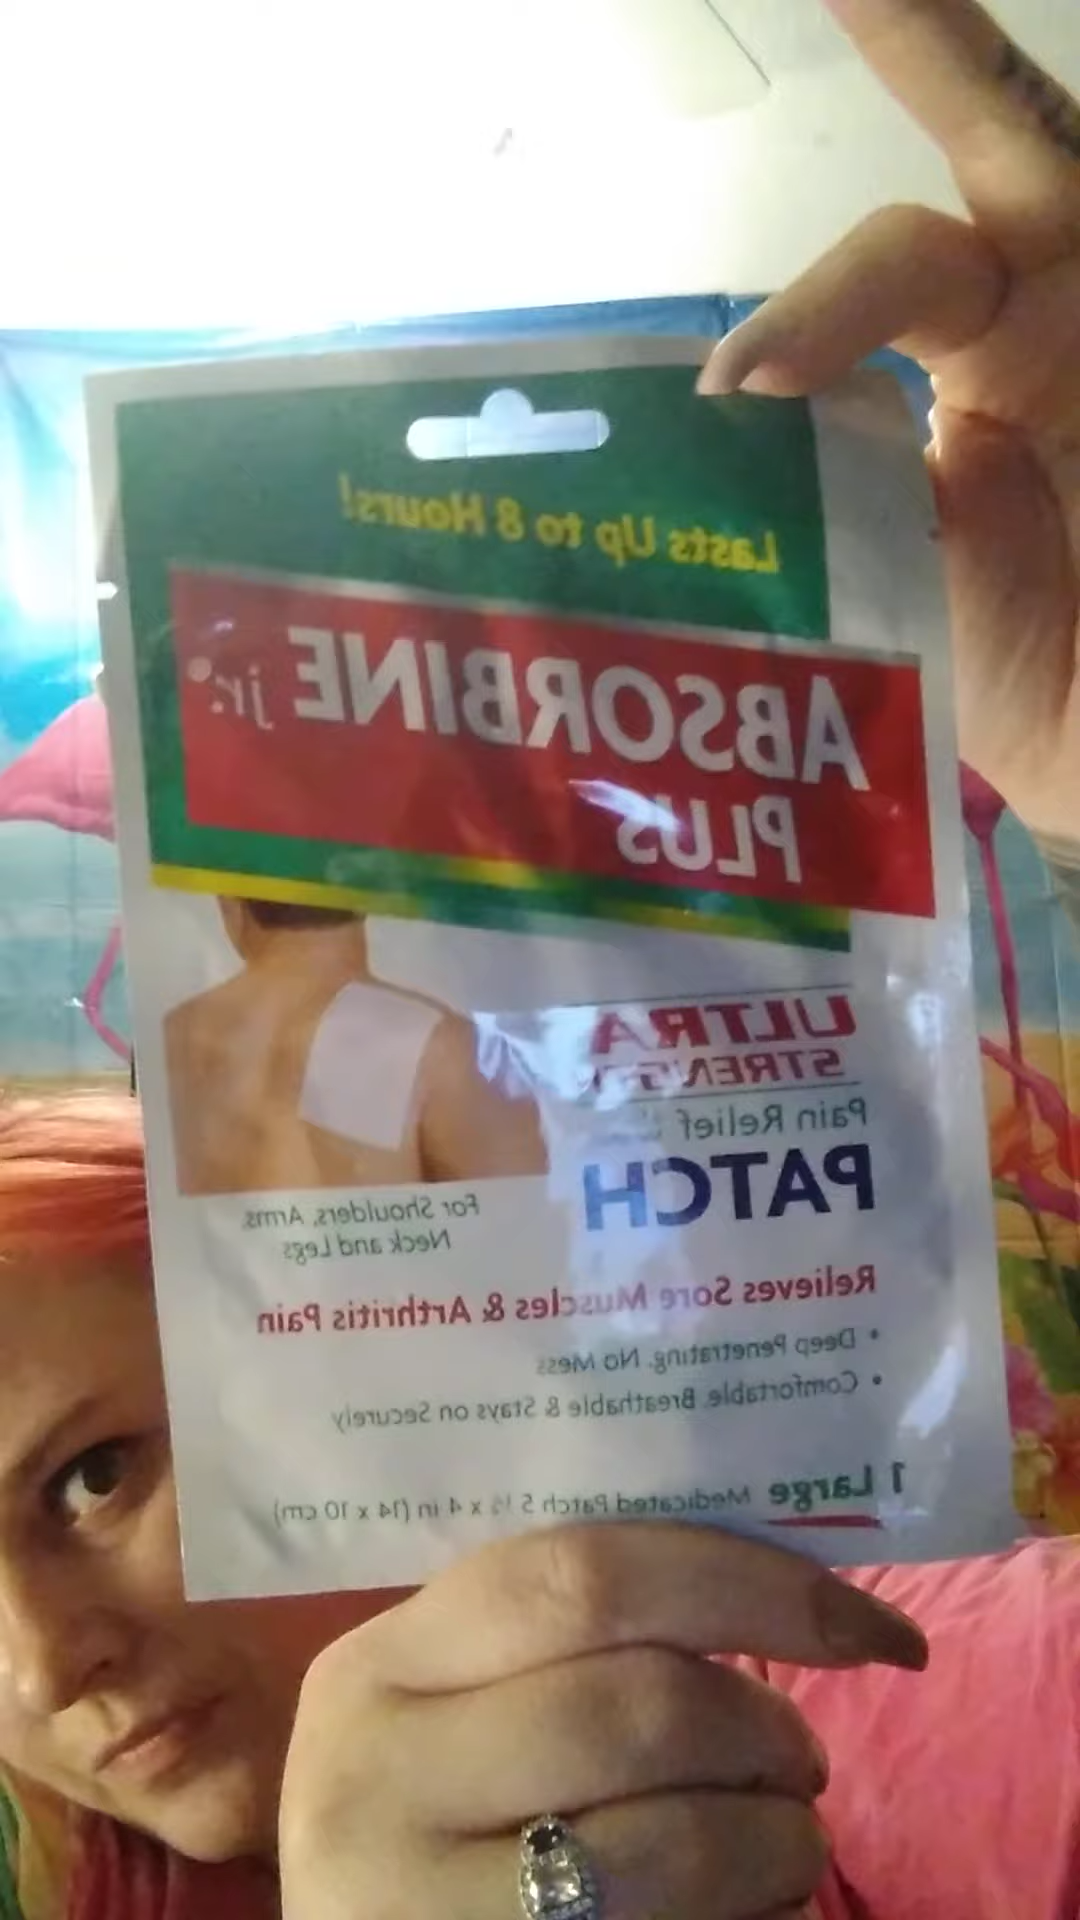 Lasts Up to 8 Hours!
ABSORBINE jr.®
PLUS
ULTRA
STRENGTH
Pain Relief
PATCH
For Shoulders, Arms,
Neck and Legs
Relieves Sore Muscles & Arthritis Pain
• Deep Penetrating, No Mess
• Comfortable, Breathable & Stays on Securely
1 Large Medicated Patch 5 ½ x 4 in (14 x 10 cm)